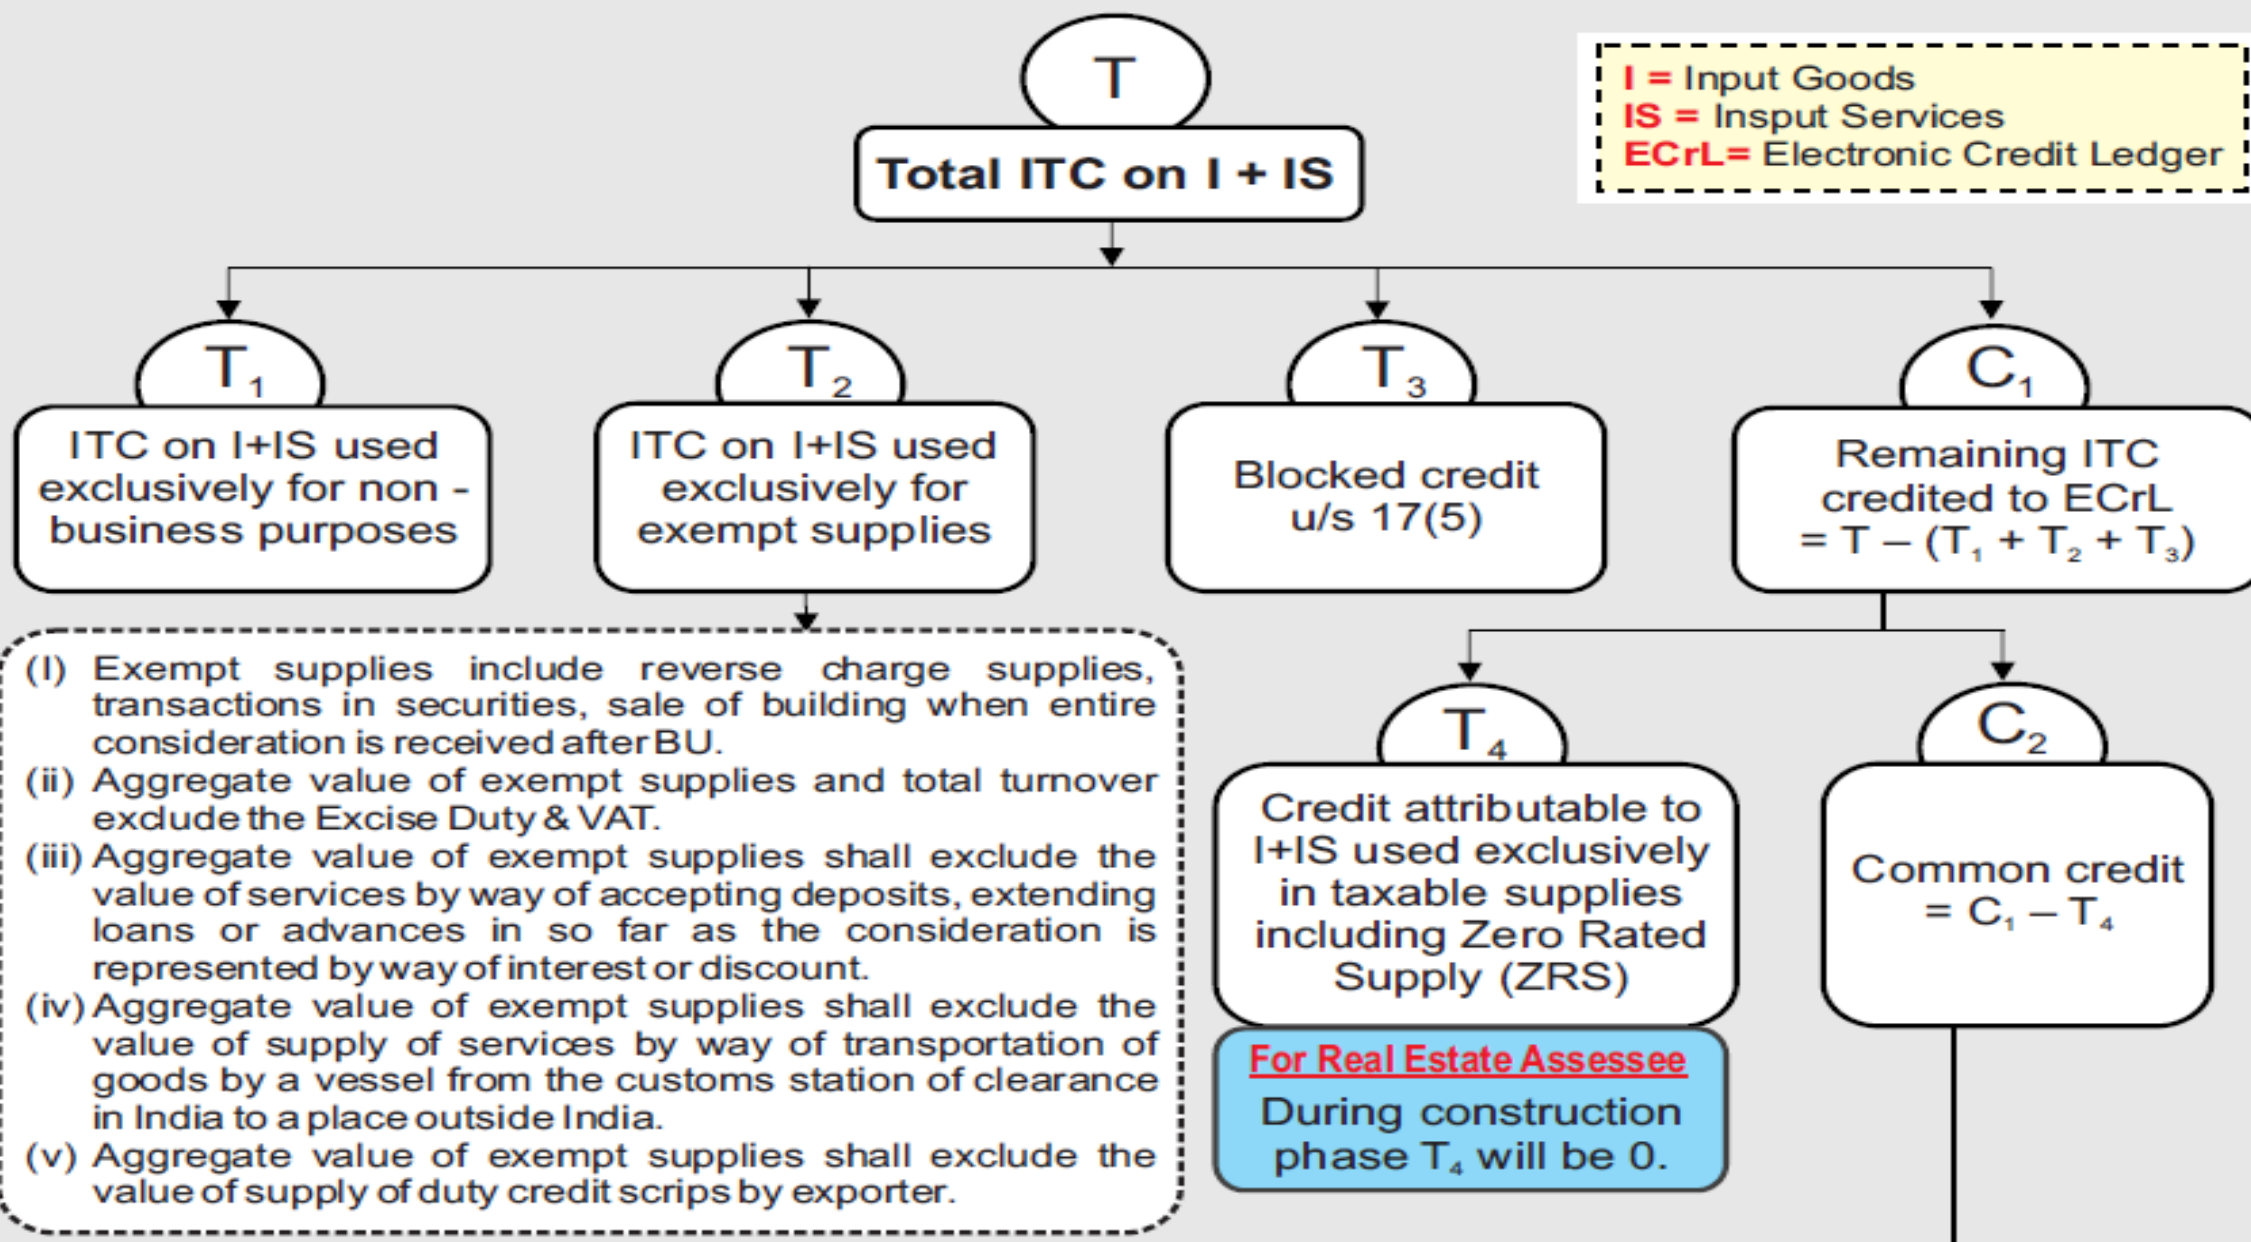 T
Total ITC on I + IS
I = Input Goods
IS = Insput Services
ECrL= Electronic Credit Ledger
T₁
ITC on I+IS used
exclusively for non -
business purposes
T₂
ITC on I+IS used
exclusively for
exempt supplies
T₃
Blocked credit
u/s 17(5)
C₁
Remaining ITC
credited to ECrL
= T – (T₁ + T₂ + T₃)
(I) Exempt supplies include reverse charge supplies,
transactions in securities, sale of building when entire
consideration is received after BU.
(ii) Aggregate value of exempt supplies and total turnover
exclude the Excise Duty & VAT.
(iii) Aggregate value of exempt supplies shall exclude the
value of services by way of accepting deposits, extending
loans or advances in so far as the consideration is
represented by way of interest or discount.
(iv) Aggregate value of exempt supplies shall exclude the
value of supply of services by way of transportation of
goods by a vessel from the customs station of clearance
in India to a place outside India.
(v) Aggregate value of exempt supplies shall exclude the
value of supply of duty credit scrips by exporter.
T₄
Credit attributable to
I+IS used exclusively
in taxable supplies
including Zero Rated
Supply (ZRS)
For Real Estate Assessee
During construction
phase T₄ will be 0.
C₂
Common credit
= C₁ – T₄